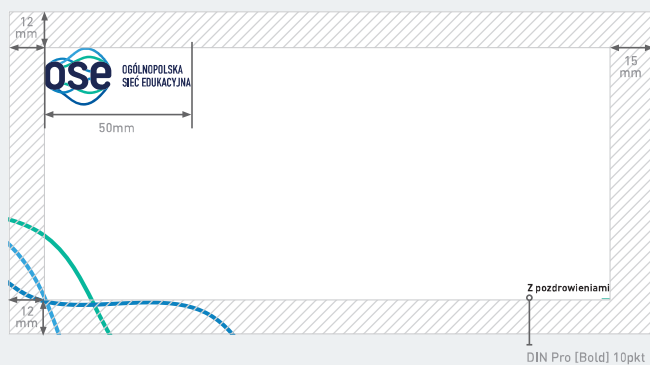 12
mm
ose OGÓLNOPOLSKA
SIEĆ EDUKACYJNA
15
mm
50mm
Z pozdrowieniami
12
mm
DIN Pro [Bold] 10pkt